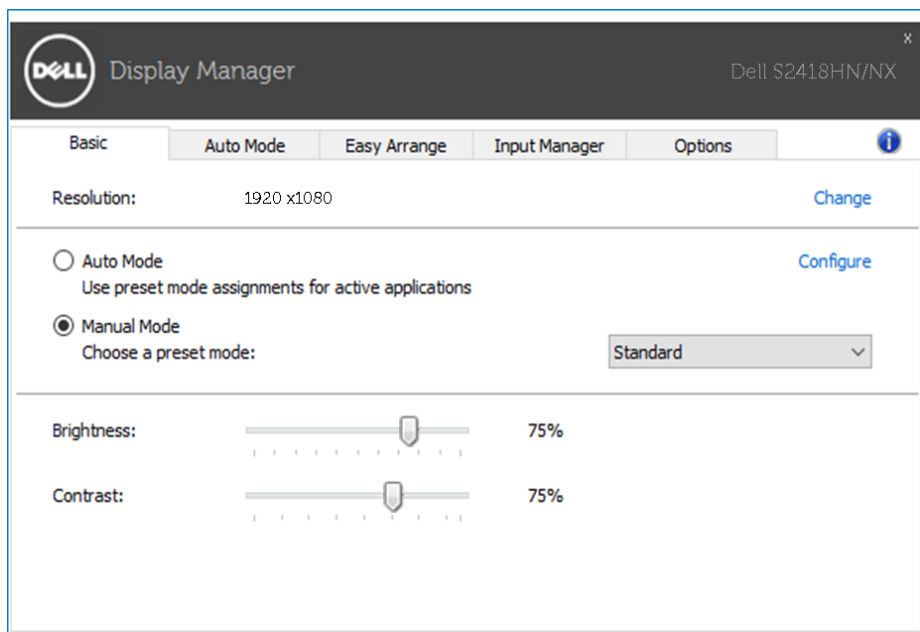 x
DELL Display Manager
Dell S2418HN/NX
Basic Auto Mode Easy Arrange Input Manager Options i
Resolution: 1920 x1080 Change
Auto Mode Configure
Use preset mode assignments for active applications
Manual Mode
Choose a preset mode: Standard
Brightness: 75%
Contrast: 75%